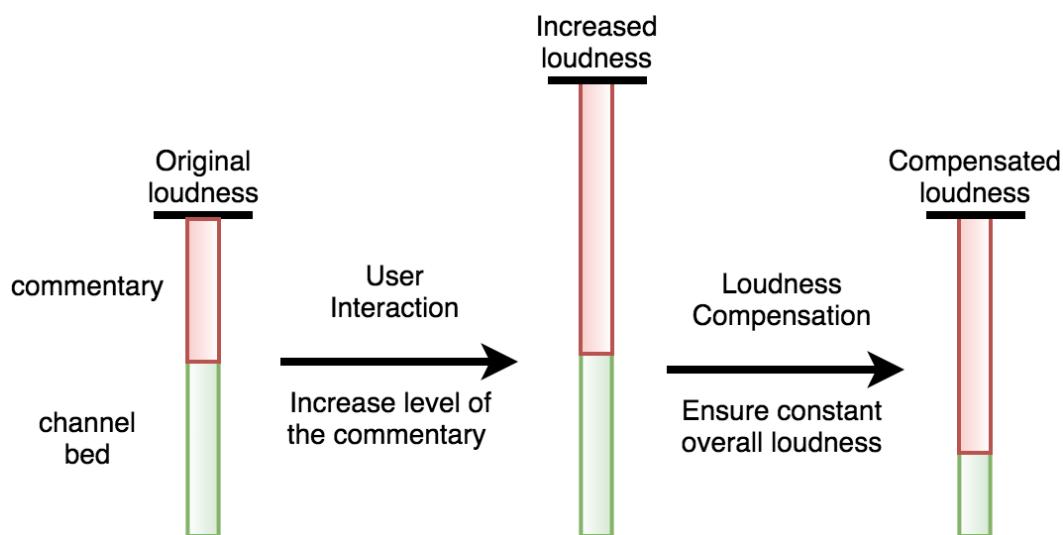 Increased
loudness
Original
loudness
Compensated
loudness
commentary
User
Interaction
Loudness
Compensation
Increase level of
the commentary
Ensure constant
overall loudness
channel
bed